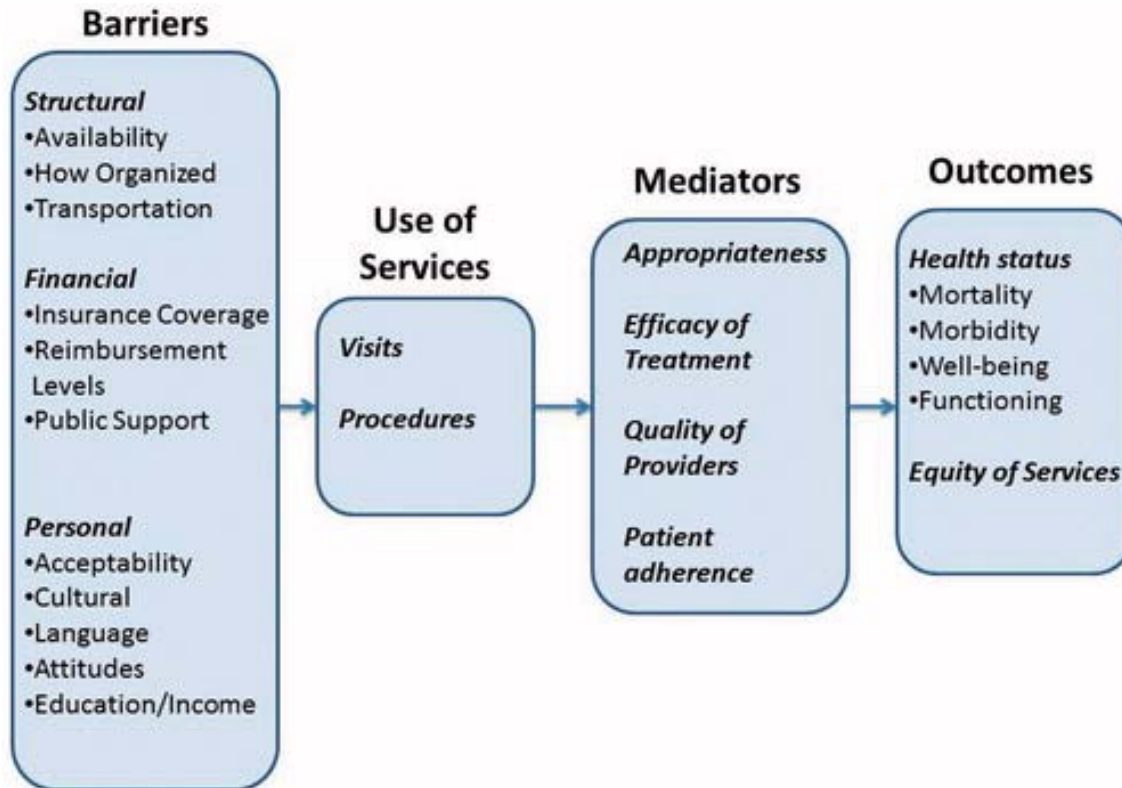 Barriers
Structural
•Availability
•How Organized
•Transportation
Financial
•Insurance Coverage
•Reimbursement
Levels
•Public Support
Personal
•Acceptability
•Cultural
•Language
•Attitudes
•Education/Income
Use of
Services
Visits
Procedures
Mediators
Appropriateness
Efficacy of
Treatment
Quality of
Providers
Patient
adherence
Outcomes
Health status
•Mortality
•Morbidity
•Well-being
•Functioning
Equity of Services